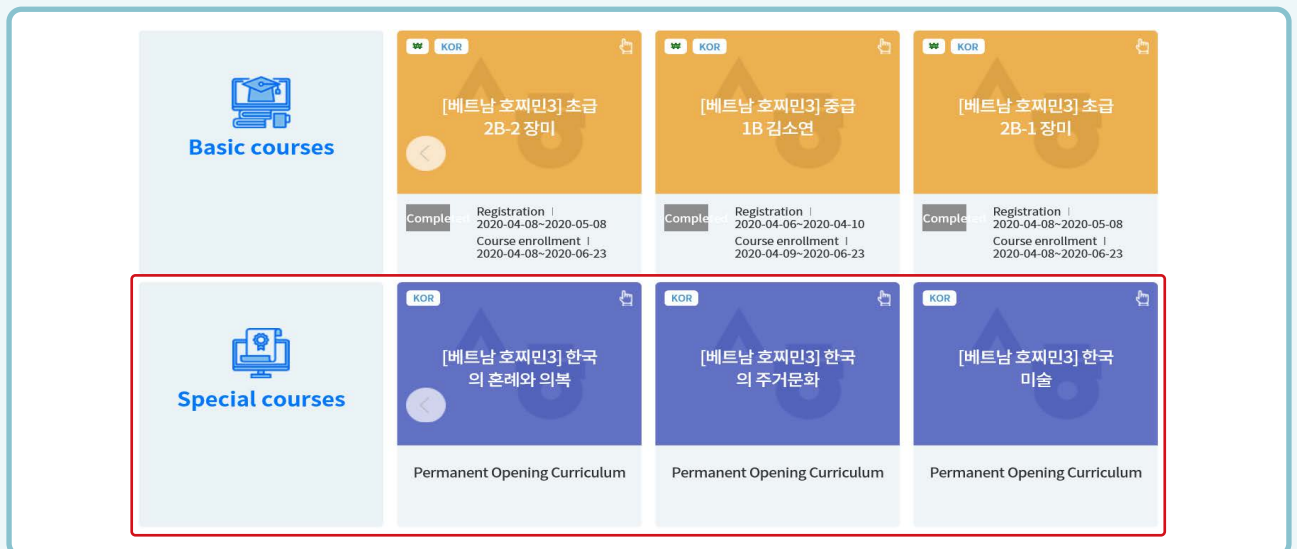 ₩ KOR
₩ KOR
₩ KOR
[베트남 호찌민3] 초급
2B-2 장미
[베트남 호찌민3] 중급
1B 김소연
[베트남 호찌민3] 초급
2B-1 장미
Basic courses
Completed
Registration |
2020-04-08~2020-05-08
Course enrollment |
2020-04-08~2020-06-23
Completed
Registration |
2020-04-06~2020-04-10
Course enrollment |
2020-04-09~2020-06-23
Completed
Registration |
2020-04-08~2020-05-08
Course enrollment |
2020-04-08~2020-06-23
KOR
KOR
KOR
[베트남 호찌민3] 한국
의 혼례와 의복
[베트남 호찌민3] 한국
의 주거문화
[베트남 호찌민3] 한국
미술
Special courses
Permanent Opening Curriculum
Permanent Opening Curriculum
Permanent Opening Curriculum